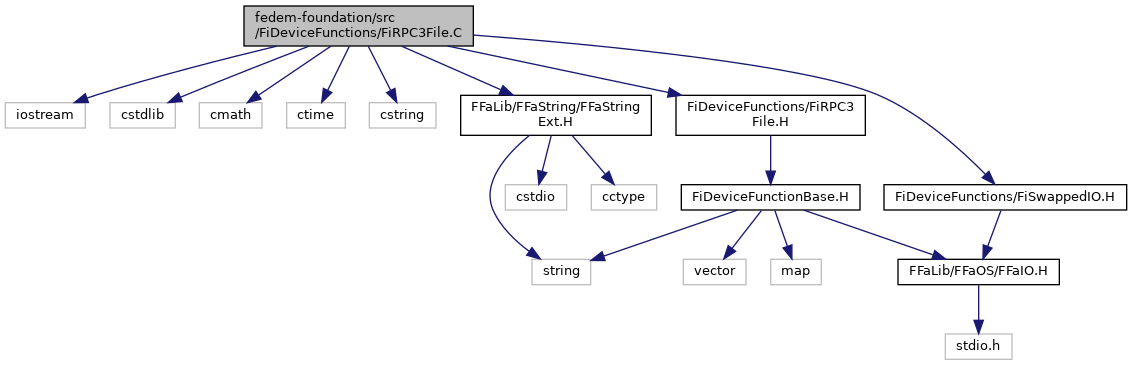 fedem-foundation/src
/FiDeviceFunctions/FiRPC3File.C
iostream
cstdlib
cmath
ctime
cstring
FFaLib/FFaString/FFaString
Ext.H
FiDeviceFunctions/FiRPC3
File.H
cstdio
cctype
FiDeviceFunctionBase.H
FiDeviceFunctions/FiSwappedIO.H
string
vector
map
FFaLib/FFaOS/FFaIO.H
stdio.h